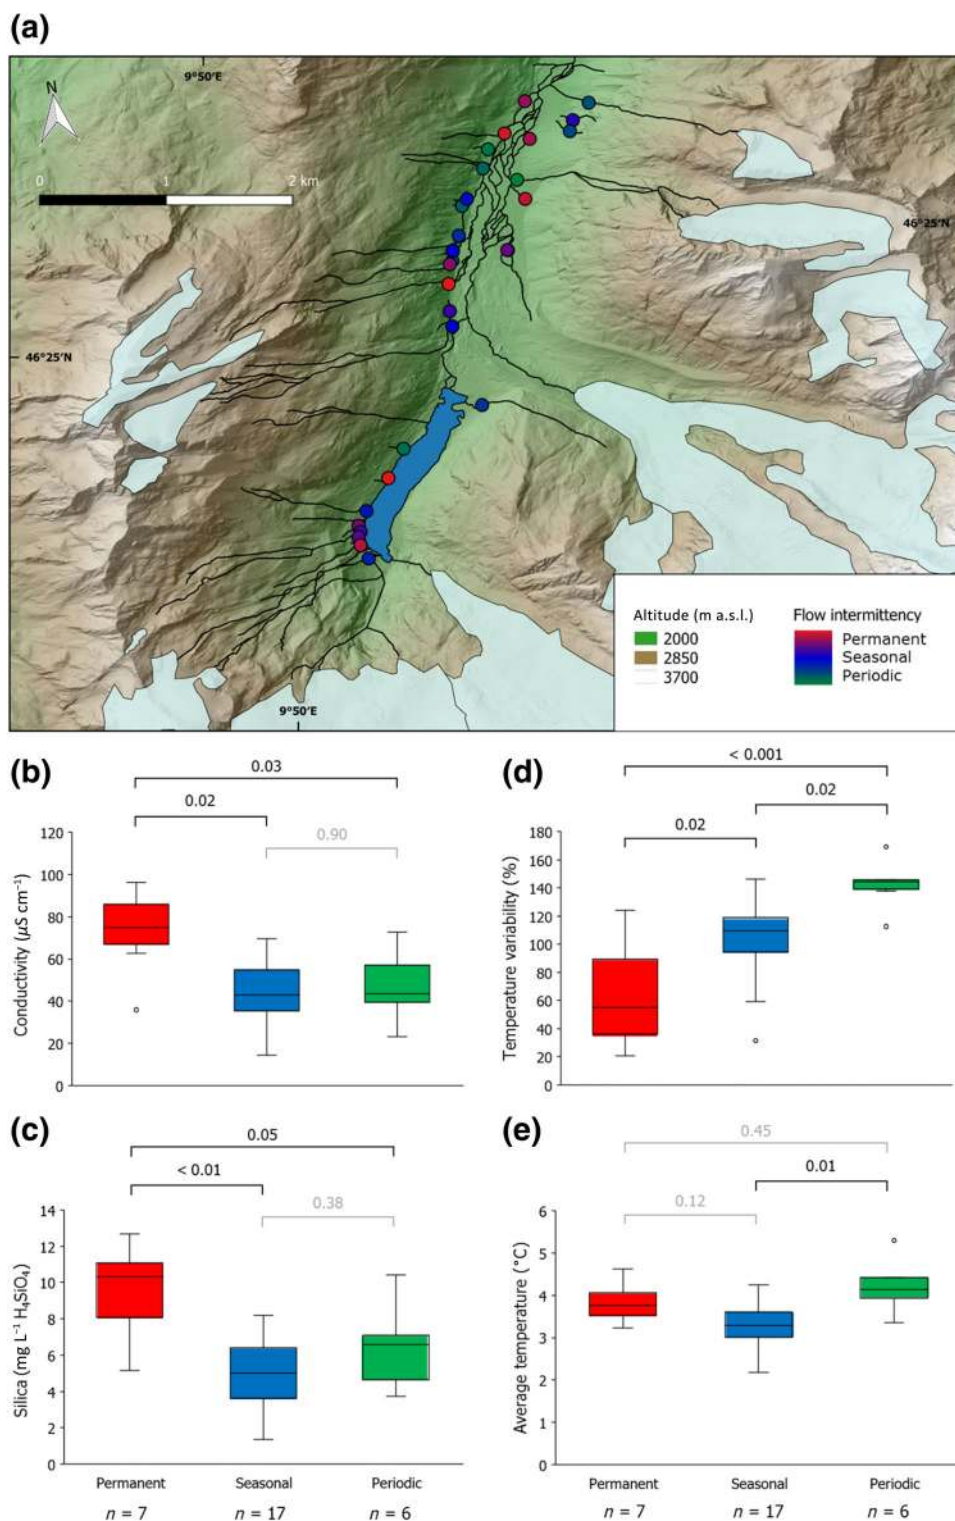 (a)
9°50'E
N
0 1 2 km
46°25'N
46°25'N
9°50'E
Altitude (m a.s.l.)
2000
2850
3700
Flow intermittency
Permanent
Seasonal
Periodic
(b)
0.03
0.02
0.90
Conductivity (µS cm⁻¹)
120
100
80
60
40
20
0
(d)
< 0.001
0.02
0.02
Temperature variability (%)
180
160
140
120
100
80
60
40
20
0
(c)
0.05
< 0.01
0.38
Silica (mg L⁻¹ H₄SiO₄)
14
12
10
8
6
4
2
0
Permanent Seasonal Periodic
n = 7 n = 17 n = 6
(e)
0.45
0.01
0.12
Average temperature (°C)
6
5
4
3
2
1
0
Permanent Seasonal Periodic
n = 7 n = 17 n = 6